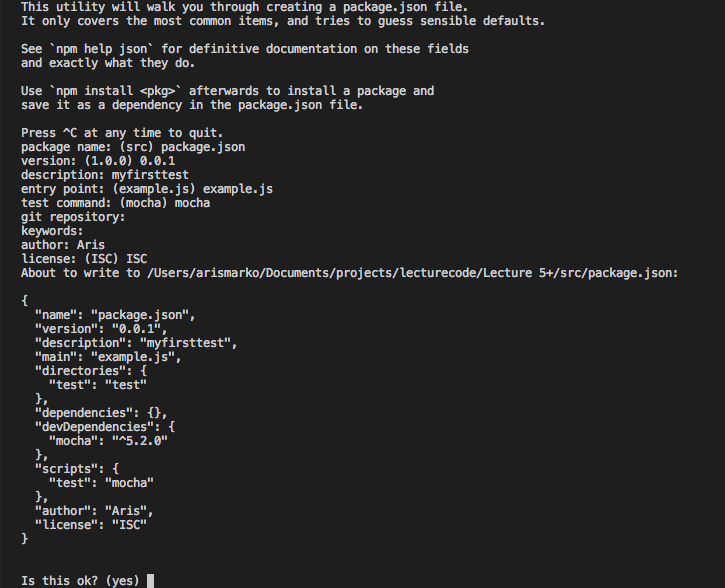 This utility will walk you through creating a package.json file.
It only covers the most common items, and tries to guess sensible defaults.
See `npm help json` for definitive documentation on these fields
and exactly what they do.
Use `npm install <pkg>` afterwards to install a package and
save it as a dependency in the package.json file.
Press ^C at any time to quit.
package name: (src) package.json
version: (1.0.0) 0.0.1
description: myfirsttest
entry point: (example.js) example.js
test command: (mocha) mocha
git repository:
keywords:
author: Aris
license: (ISC) ISC
About to write to /Users/arismarko/Documents/projects/lecturecode/Lecture 5+/src/package.json:
{
  "name": "package.json",
  "version": "0.0.1",
  "description": "myfirsttest",
  "main": "example.js",
  "directories": {
    "test": "test"
  },
  "dependencies": {},
  "devDependencies": {
    "mocha": "^5.2.0"
  },
  "scripts": {
    "test": "mocha"
  },
  "author": "Aris",
  "license": "ISC"
}
Is this ok? (yes)